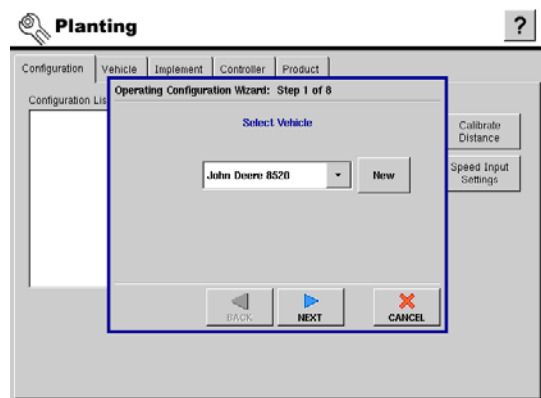 Planting
?
Configuration Vehicle Implement Controller Product
Operating Configuration Wizard: Step 1 of 8
Configuration Lis
Select Vehicle
Calibrate
Distance
John Deere 8520
New
Speed Input
Settings
BACK
NEXT
CANCEL